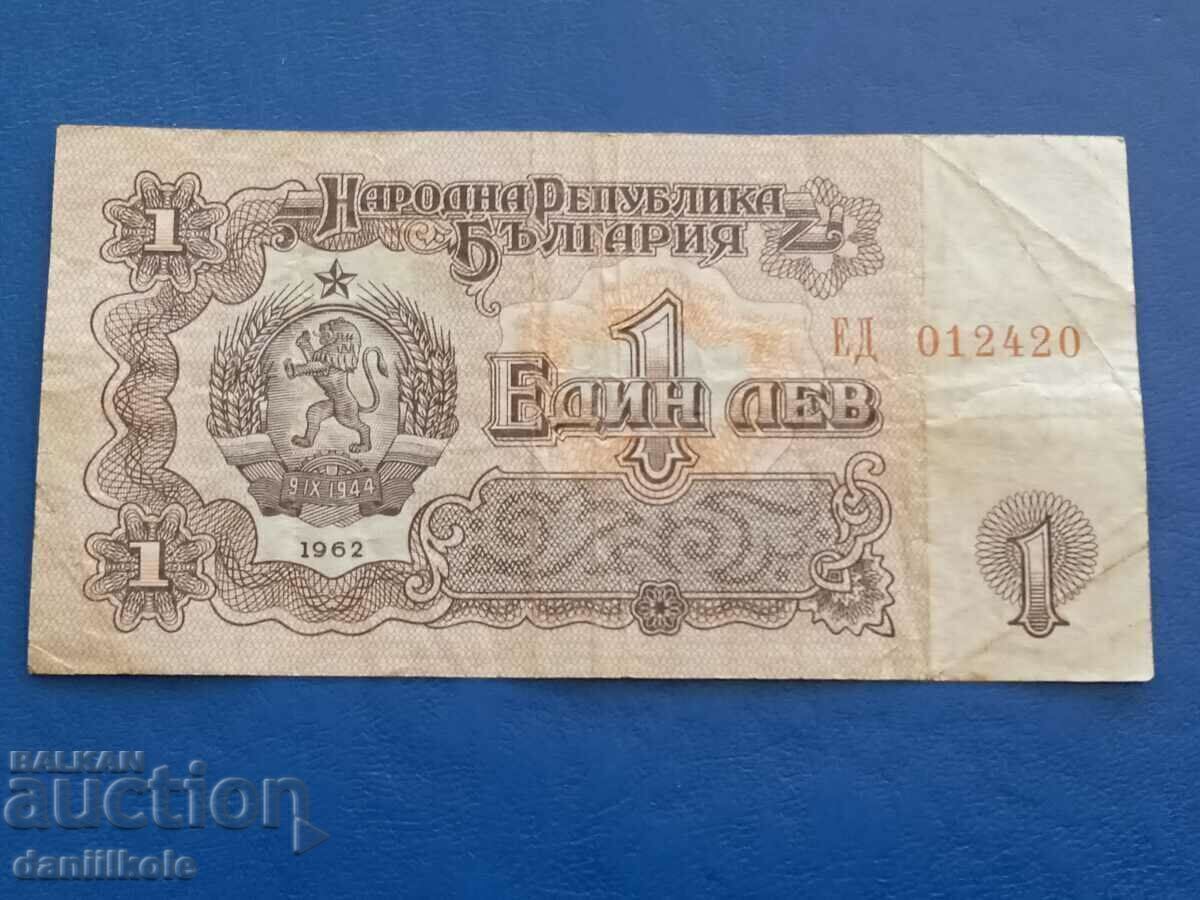 1
НАРОДНА РЕПУБЛИКА
БЪЛГАРИЯ
ЕД 012420
1
ЕДИН ЛЕВ
9·IX·1944
1962
1
1
BALKAN
auction
daniilkole